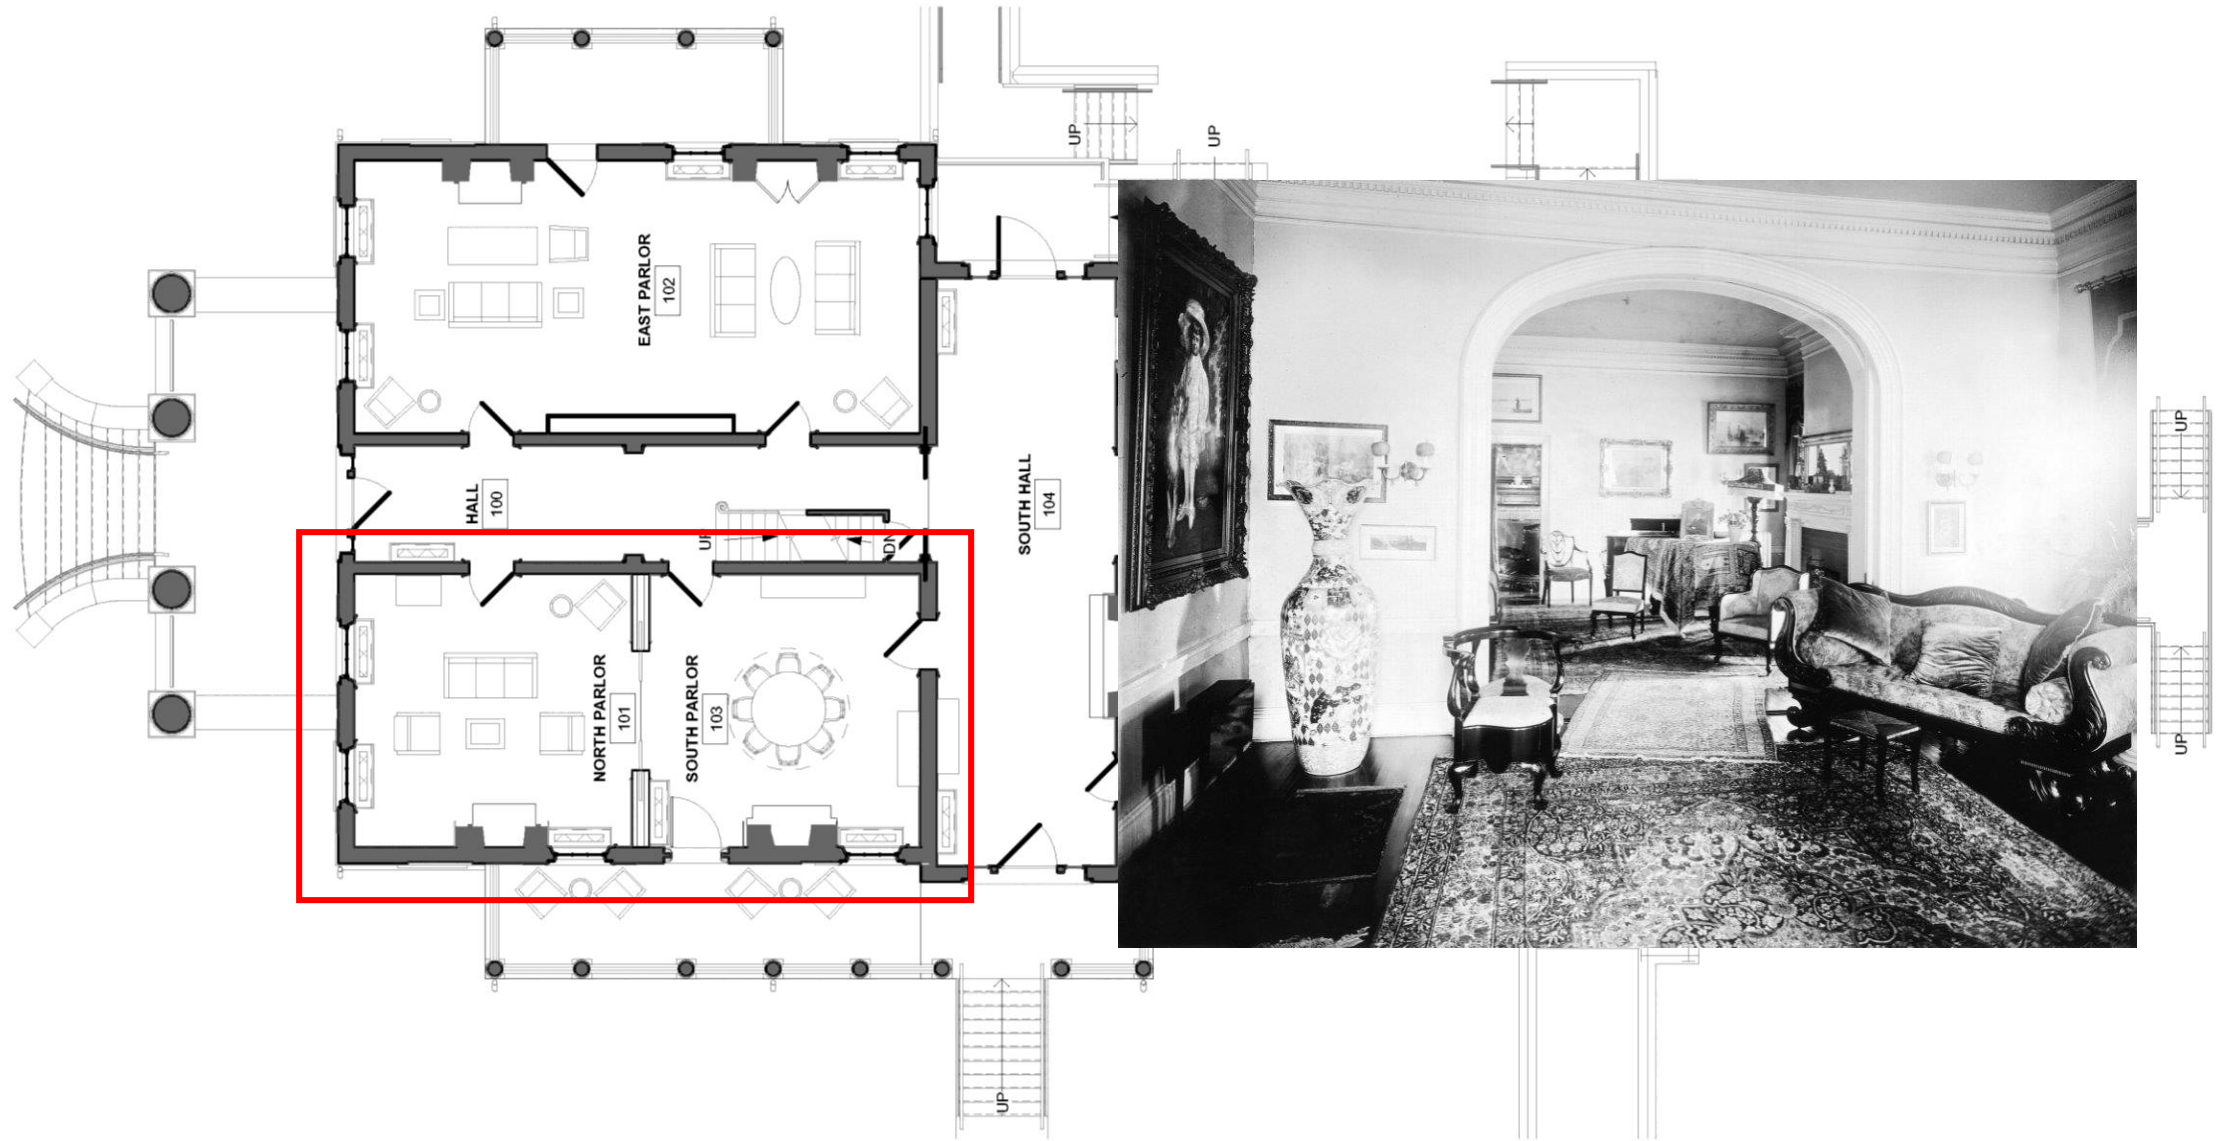 UP
UP
EAST PARLOR
102
HALL
100
UP
DN
SOUTH HALL
104
NORTH PARLOR
101
SOUTH PARLOR
103
UP
UP
UP